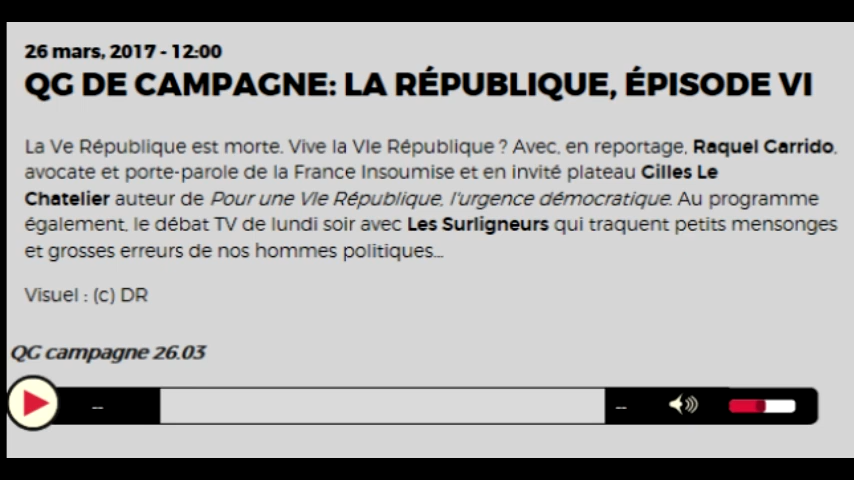 26 mars, 2017 - 12:00
QG DE CAMPAGNE: LA RÉPUBLIQUE, ÉPISODE VI
La Ve République est morte. Vive la VIe République ? Avec, en reportage, Raquel Garrido,
avocate et porte-parole de la France Insoumise et en invité plateau Gilles Le
Chatelier auteur de Pour une VIe République, l'urgence démocratique. Au programme
également, le débat TV de lundi soir avec Les Surligneurs qui traquent petits mensonges
et grosses erreurs de nos hommes politiques...
Visuel : (c) DR
QG campagne 26.03
-- --